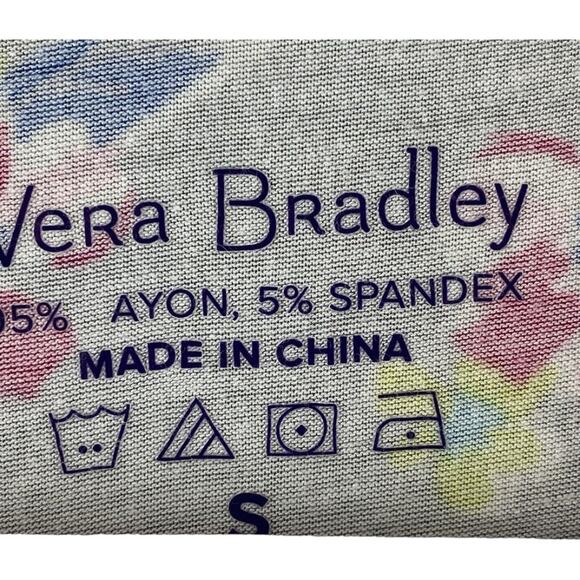 Vera Bradley
95% AYON, 5% SPANDEX
MADE IN CHINA
S